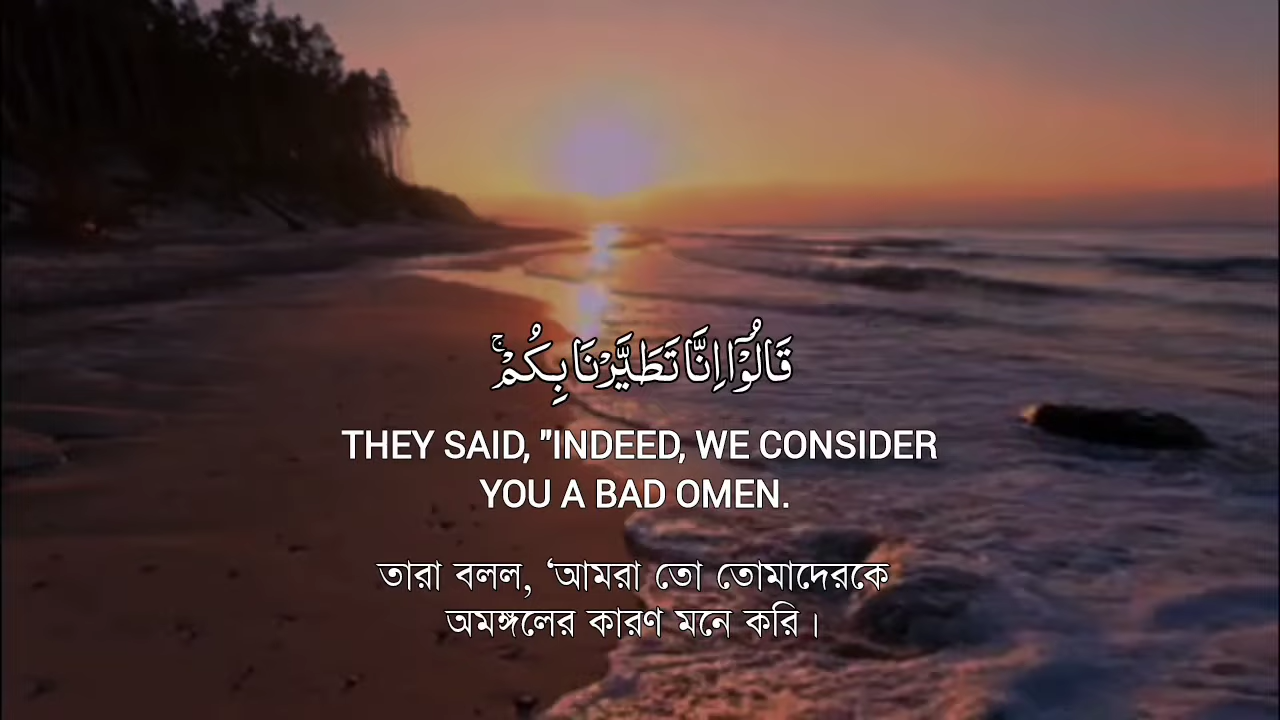 قَالُوْۤا اِنَّا تَطَيَّرْنَا بِكُمْ ۚ
THEY SAID, "INDEED, WE CONSIDER
YOU A BAD OMEN.
তারা বলল, ‘আমরা তো তোমাদেরকে
অমঙ্গলের কারণ মনে করি।